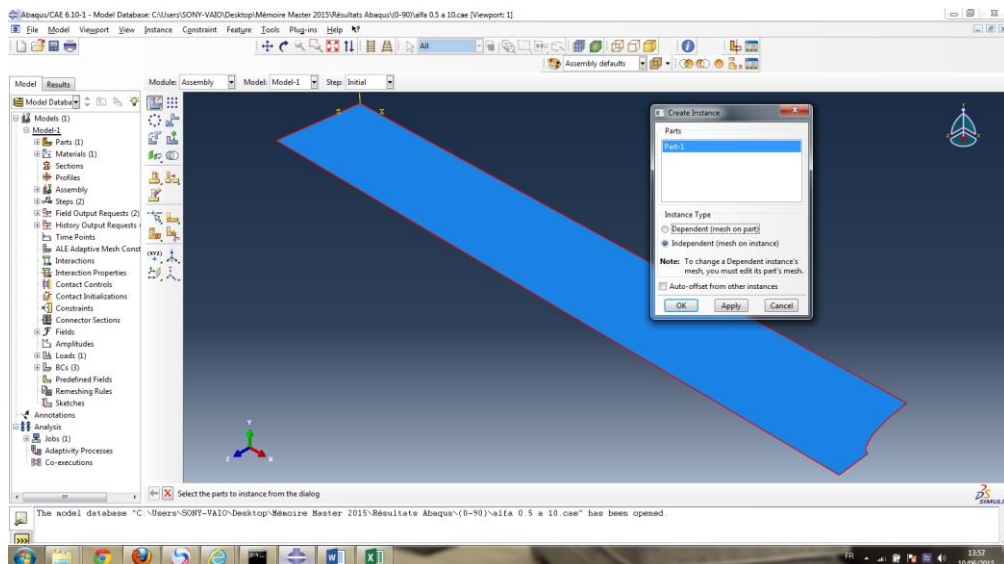 Abaqus/CAE 6.10-1 - Model Database: C:\Users\SONY-VAIO\Desktop\Mémoire Master 2015\Résultats Abaqus\(0-90)\alfa 0.5 a 10.cae [Viewport: 1]
File Model Viewport View Instance Constraint Feature Tools Plug-ins Help
All
Assembly defaults
Model Results
Module: Assembly Model: Model-1 Step: Initial
Model Databa
Models (1)
Model-1
Parts (1)
Materials (1)
Sections
Profiles
Assembly
Steps (2)
Field Output Requests (2)
History Output Requests (
Time Points
ALE Adaptive Mesh Const
Interactions
Interaction Properties
Contact Controls
Contact Initializations
Constraints
Connector Sections
Fields
Amplitudes
Loads (1)
BCs (3)
Predefined Fields
Remeshing Rules
Sketches
Annotations
Analysis
Jobs (1)
Adaptivity Processes
Co-executions
(XYZ)
Z X
Y
Z X
Create Instance
Parts
Part-1
Instance Type
Dependent (mesh on part)
Independent (mesh on instance)
Note: To change a Dependent instance's
mesh, you must edit its part's mesh.
Auto-offset from other instances
OK Apply Cancel
Select the parts to instance from the dialog
SIMULI
The model database "C:\Users\SONY-VAIO\Desktop\Mémoire Master 2015\Résultats Abaqus\(0-90)\alfa 0.5 a 10.cae" has been opened.
>>>
FR
13:57
10/06/2015